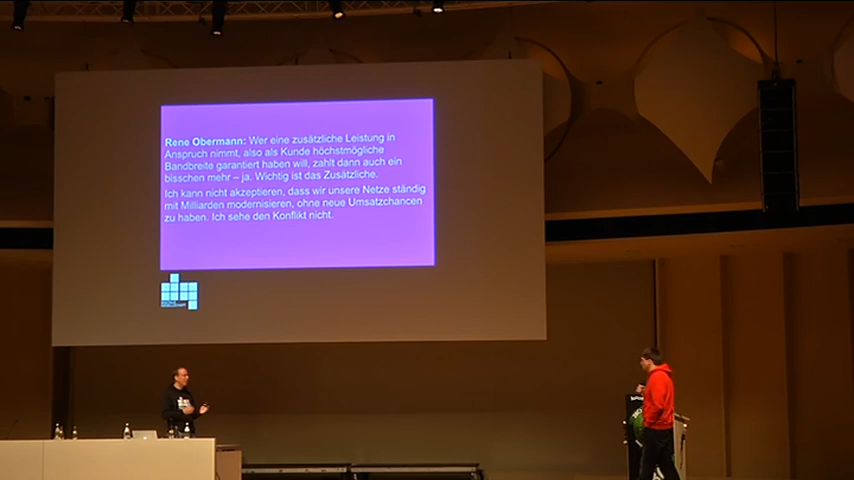 Rene Obermann: Wer eine zusätzliche Leistung in
Anspruch nimmt, also als Kunde höchstmögliche
Bandbreite garantiert haben will, zahlt dann auch ein
bisschen mehr – ja. Wichtig ist das Zusätzliche.
Ich kann nicht akzeptieren, dass wir unsere Netze ständig
mit Milliarden modernisieren, ohne neue Umsatzchancen
zu haben. Ich sehe den Konflikt nicht.